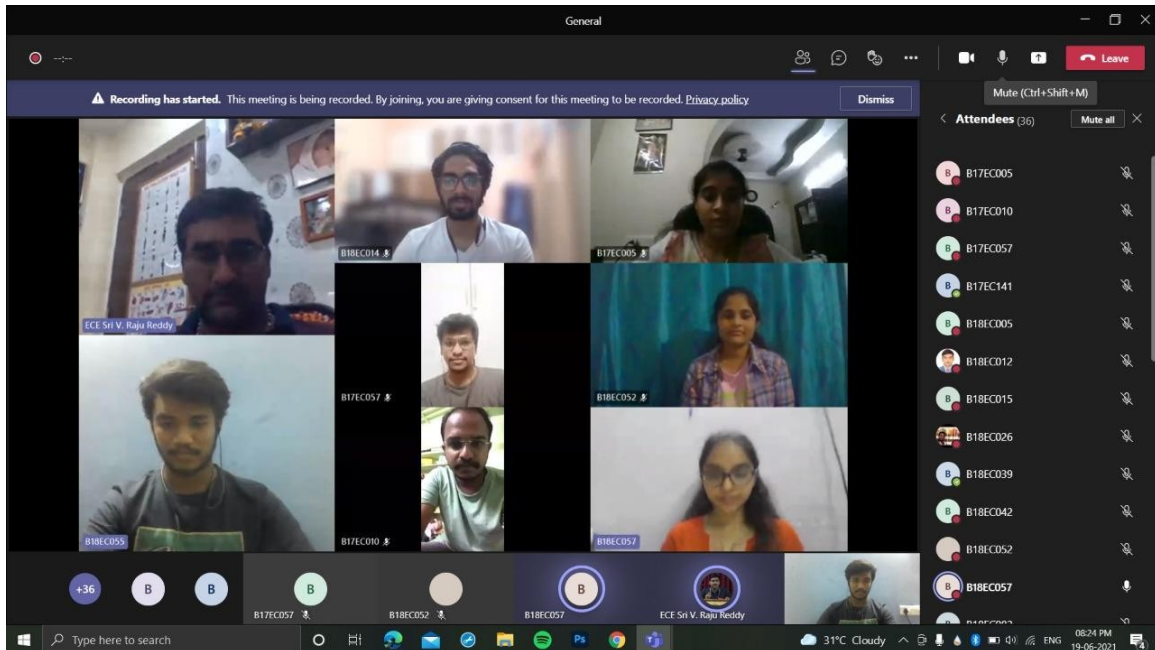 General
--:--
Leave
Recording has started. This meeting is being recorded. By joining, you are giving consent for this meeting to be recorded. Privacy policy
Dismiss
Mute (Ctrl+Shift+M)
Attendees (36)
Mute all
ECE Sri V. Raju Reddy
B18EC014
B17EC005
B17EC057
B18EC052
B18EC055
B17EC010
B18EC057
B B17EC005
B B17EC010
B B17EC057
B B17EC141
B B18EC005
B18EC012
B B18EC015
B18EC026
B B18EC039
B B18EC042
B18EC052
B B18EC057
+36
B
B
B
B17EC057
B18EC052
B
B18EC057
ECE Sri V. Raju Reddy
Type here to search
Ps
31°C Cloudy
ENG
08:24 PM
19-06-2021
4